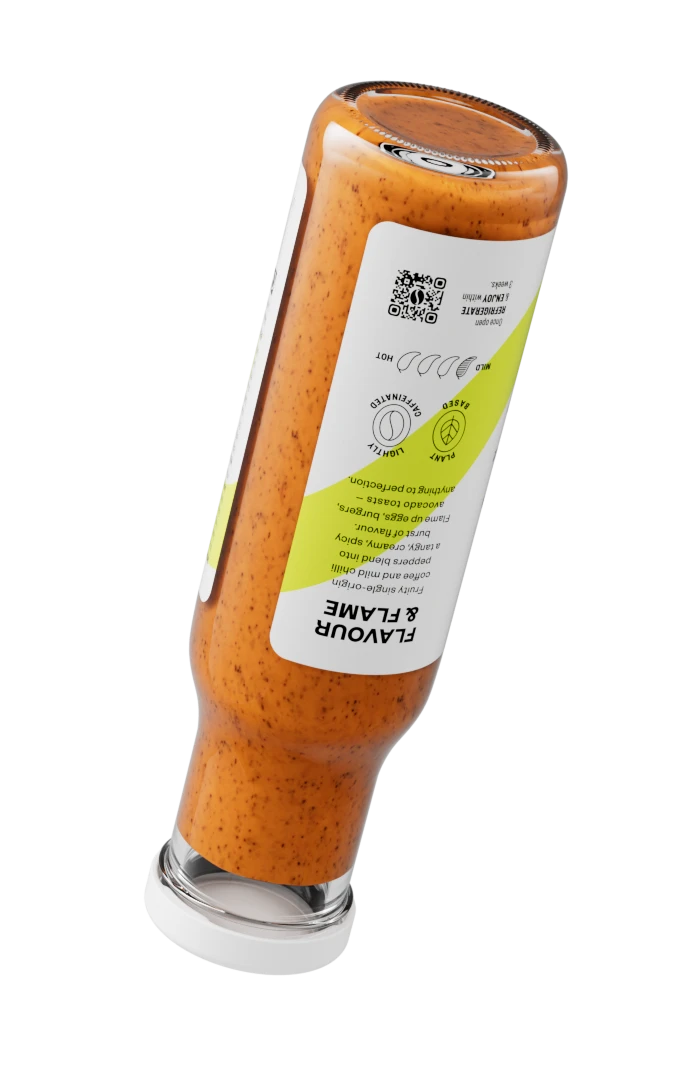 FLAVOUR
& FLAME
Fruity single-origin
coffee and mild chilli
peppers blend into
a tangy, creamy, spicy
burst of flavour.
Flame up eggs, burgers,
avocado toasts –
anything to perfection.
PLANT BASED
LIGHTLY CAFFEINATED
MILD HOT
Once open
REFRIGERATE
& ENJOY within
3 weeks.